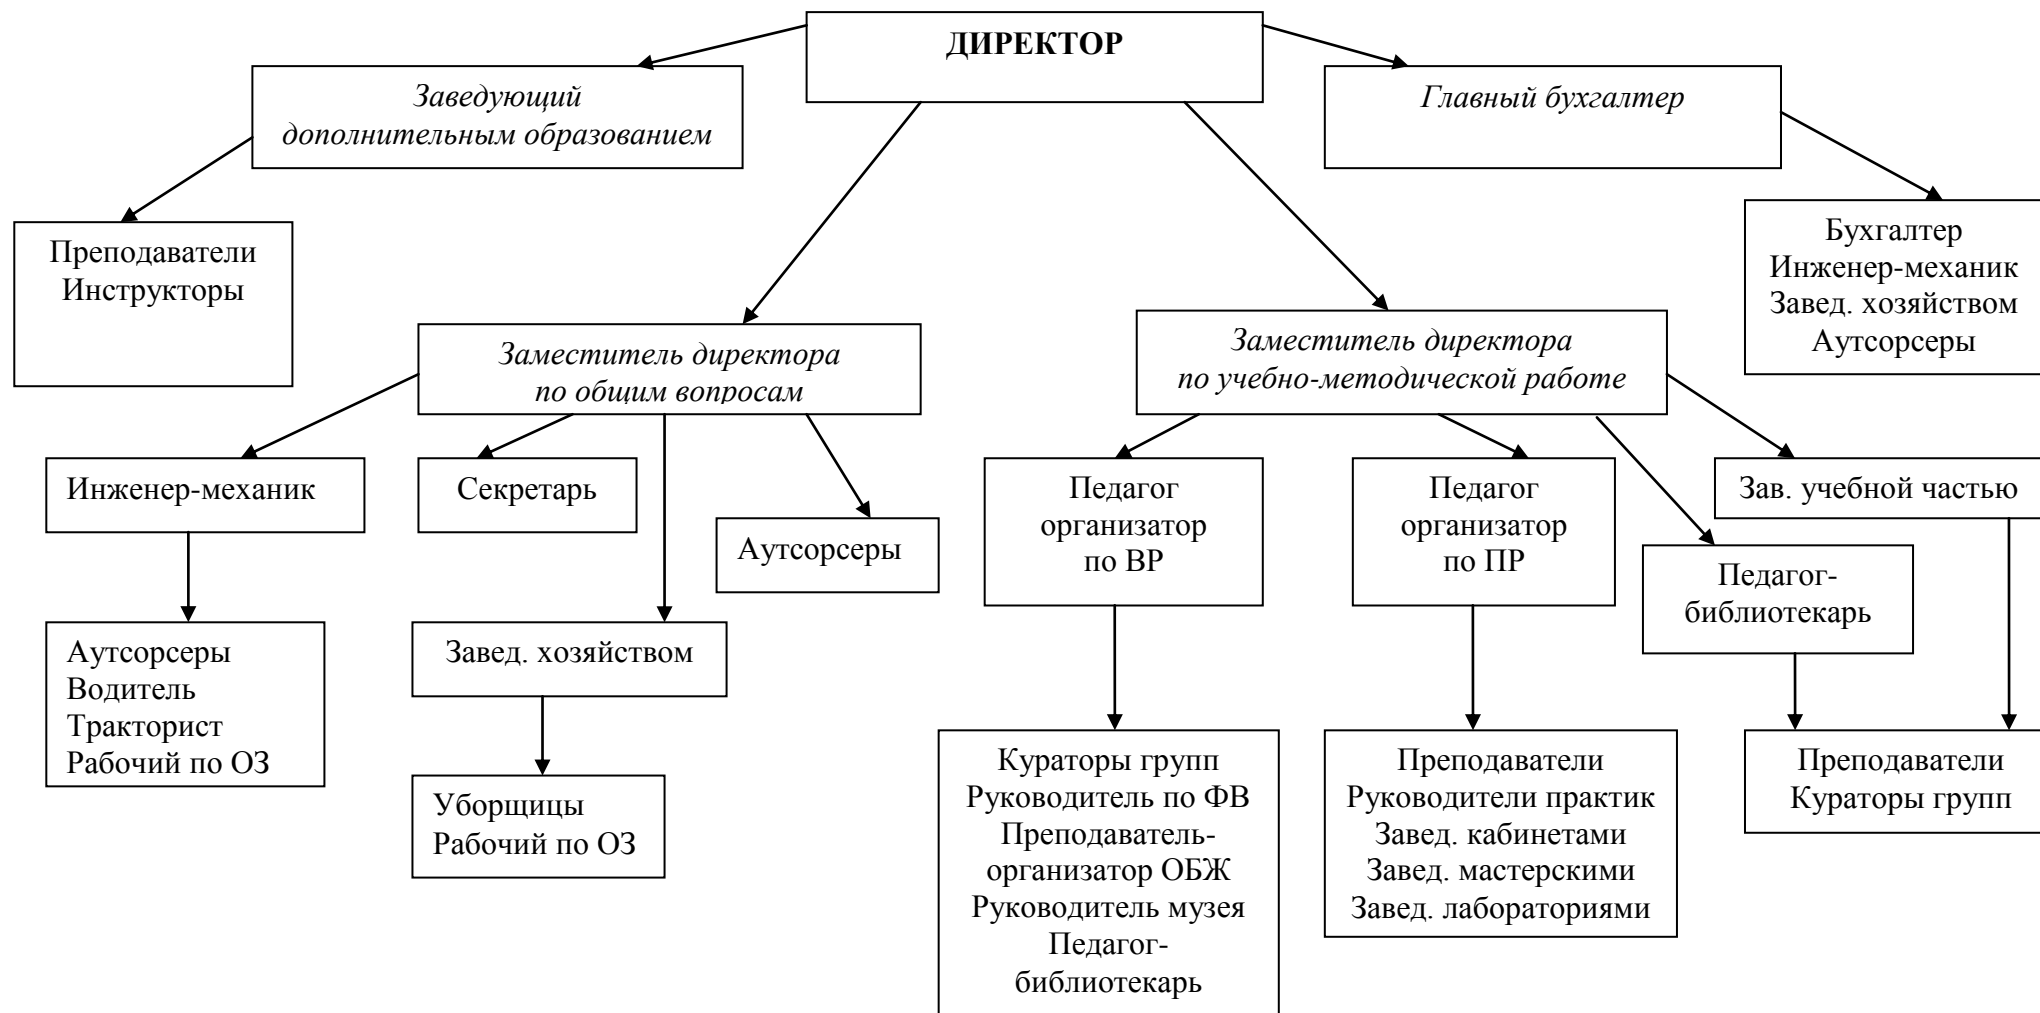 ДИРЕКТОР
Заведующий
дополнительным образованием
Главный бухгалтер
Преподаватели
Инструкторы
Бухгалтер
Инженер-механик
Завед. хозяйством
Аутсорсеры
Заместитель директора
по общим вопросам
Заместитель директора
по учебно-методической работе
Инженер-механик
Секретарь
Аутсорсеры
Педагог
организатор
по ВР
Педагог
организатор
по ПР
Зав. учебной частью
Педагог-
библиотекарь
Аутсорсеры
Водитель
Тракторист
Рабочий по ОЗ
Завед. хозяйством
Уборщицы
Рабочий по ОЗ
Кураторы групп
Руководитель по ФВ
Преподаватель-
организатор ОБЖ
Руководитель музея
Педагог-
библиотекарь
Преподаватели
Руководители практик
Завед. кабинетами
Завед. мастерскими
Завед. лабораториями
Преподаватели
Кураторы групп